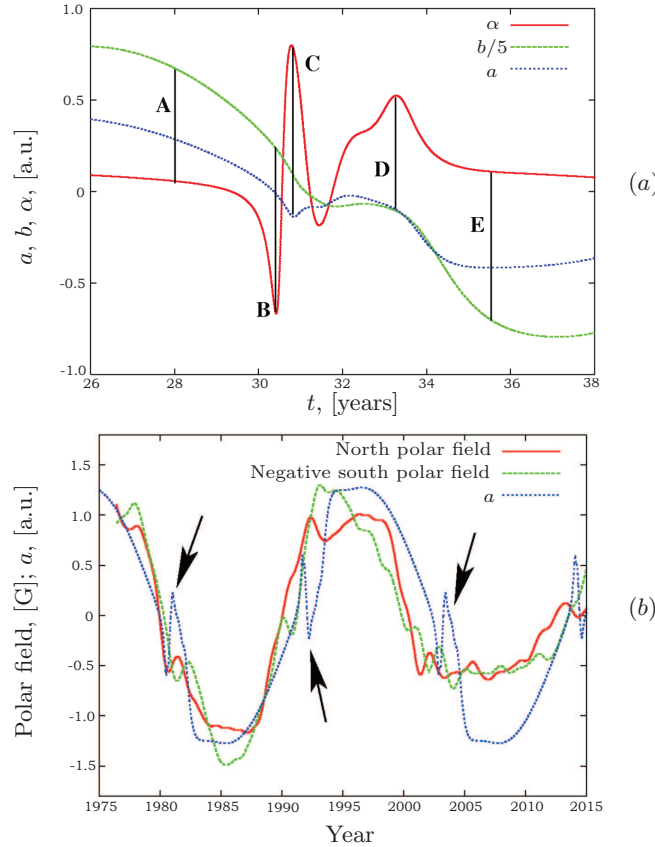 1.0
0.5
0
-0.5
-1.0
a, b, α, [a.u.]
α
b/5
a
A
B
C
D
E
26 28 30 32 34 36 38
t, [years]
(a)
1.5
1.0
0.5
0
-0.5
-1.0
-1.5
Polar field, [G]; a, [a.u.]
North polar field
Negative south polar field
a
1975 1980 1985 1990 1995 2000 2005 2010 2015
Year
(b)